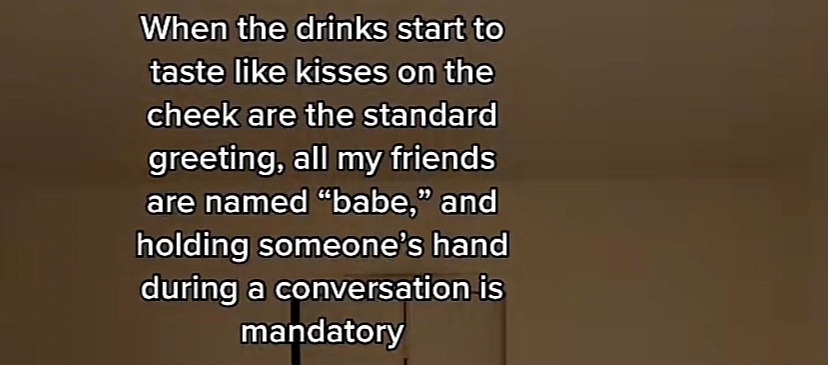 When the drinks start to
taste like kisses on the
cheek are the standard
greeting, all my friends
are named “babe,” and
holding someone’s hand
during a conversation is
mandatory